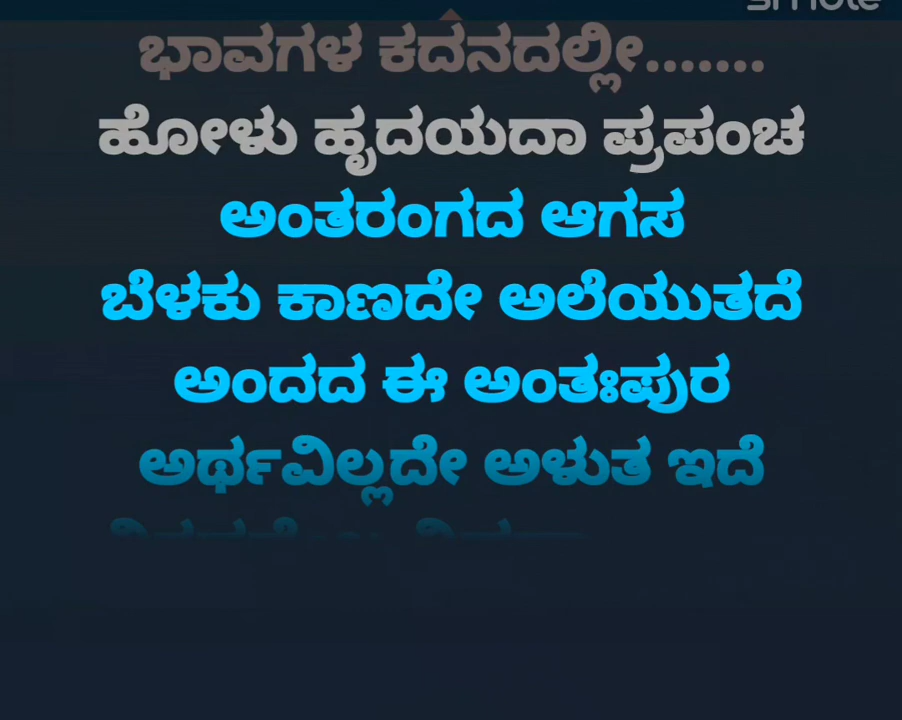 ಭಾವಗಳ ಕದನದಲ್ಲೀ.......
ಹೋಳು ಹೃದಯದಾ ಪ್ರಪಂಚ
ಅಂತರಂಗದ ಆಗಸ
ಬೆಳಕು ಕಾಣದೇ ಅಲೆಯುತದೆ
ಅಂದದ ಈ ಅಂತಃಪುರ
ಅರ್ಥವಿಲ್ಲದೇ ಅಳುತ ಇದೆ